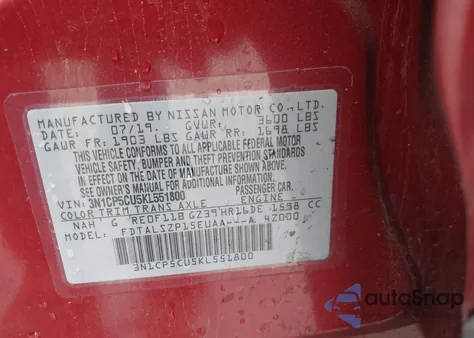 MANUFACTURED BY NISSAN MOTOR CO., LTD.
DATE: 07/19. GVWR: 3600 LBS
GAWR FR: 1903 LBS GAWR RR: 1698 LBS
THIS VEHICLE CONFORMS TO ALL APPLICABLE FEDERAL MOTOR
VEHICLE SAFETY, BUMPER AND THEFT PREVENTION STANDARDS
IN EFFECT ON THE DATE OF MANUFACTURE SHOWN ABOVE.
SEE OWNER'S MANUAL FOR Additional Information
VIN: 3N1CP5CU5KL551800 PASSENGER CAR.
COLOR TRIM TRANS AXLE ENGINE
NAH G RE0F11B GZ39 HR16DE 1598 CC
FDTALSZP15EUAA---A 4Z000
3N1CP5CU5KL551800
autoSnap